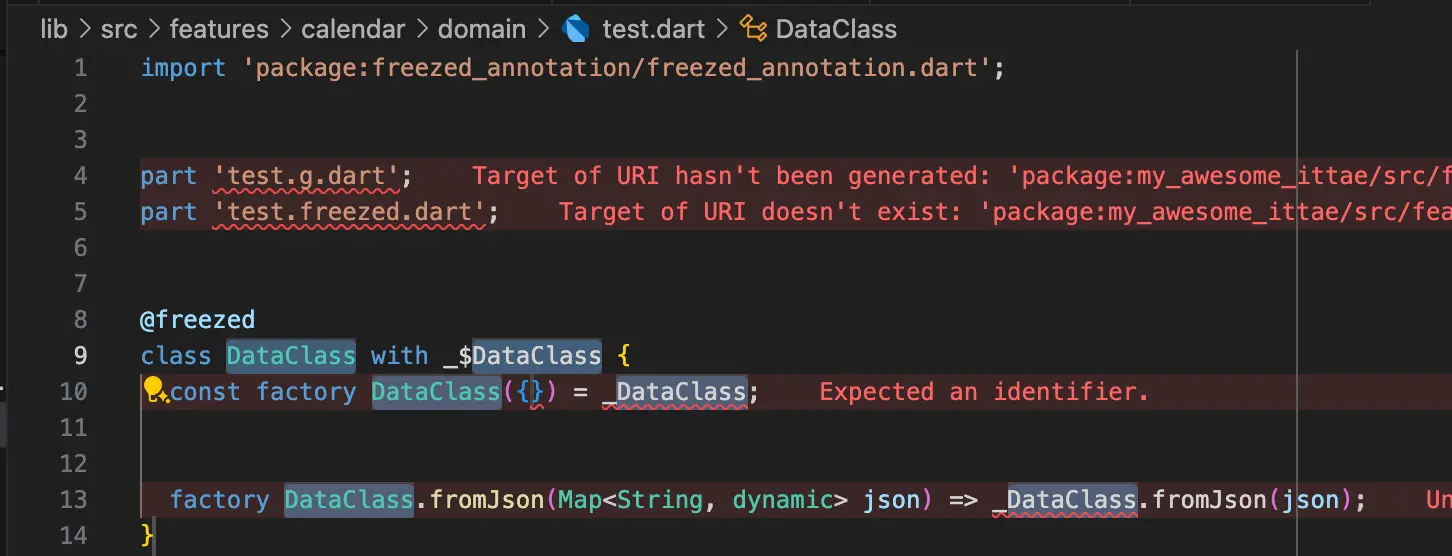 lib > src > features > calendar > domain > test.dart > DataClass
1 import 'package:freezed_annotation/freezed_annotation.dart';
2
3
4 part 'test.g.dart'; Target of URI hasn't been generated: 'package:my_awesome_ittae/src/f
5 part 'test.freezed.dart'; Target of URI doesn't exist: 'package:my_awesome_ittae/src/fea
6
7
8 @freezed
9 class DataClass with _$DataClass {
10 const factory DataClass({}) = _DataClass; Expected an identifier.
11
12
13 factory DataClass.fromJson(Map<String, dynamic> json) => _DataClass.fromJson(json); Un
14 }